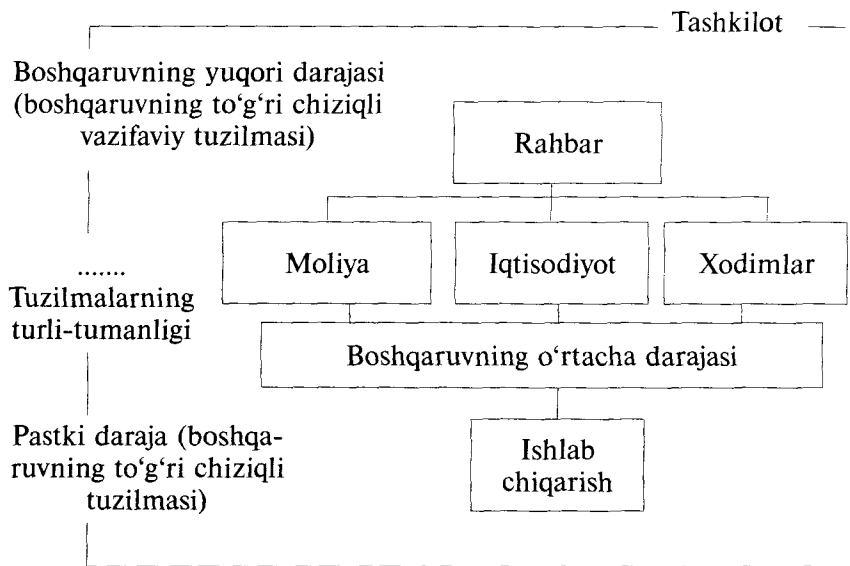 Tashkilot
Boshqaruvning yuqori darajasi
(boshqaruvning to‘g‘ri chiziqli
vazifaviy tuzilmasi)
Rahbar
Moliya
Iqtisodiyot
Xodimlar
.......
Tuzilmalarning
turli-tumanligi
Boshqaruvning o‘rtacha darajasi
Pastki daraja (boshqa-
ruvning to‘g‘ri chiziqli
tuzilmasi)
Ishlab
chiqarish